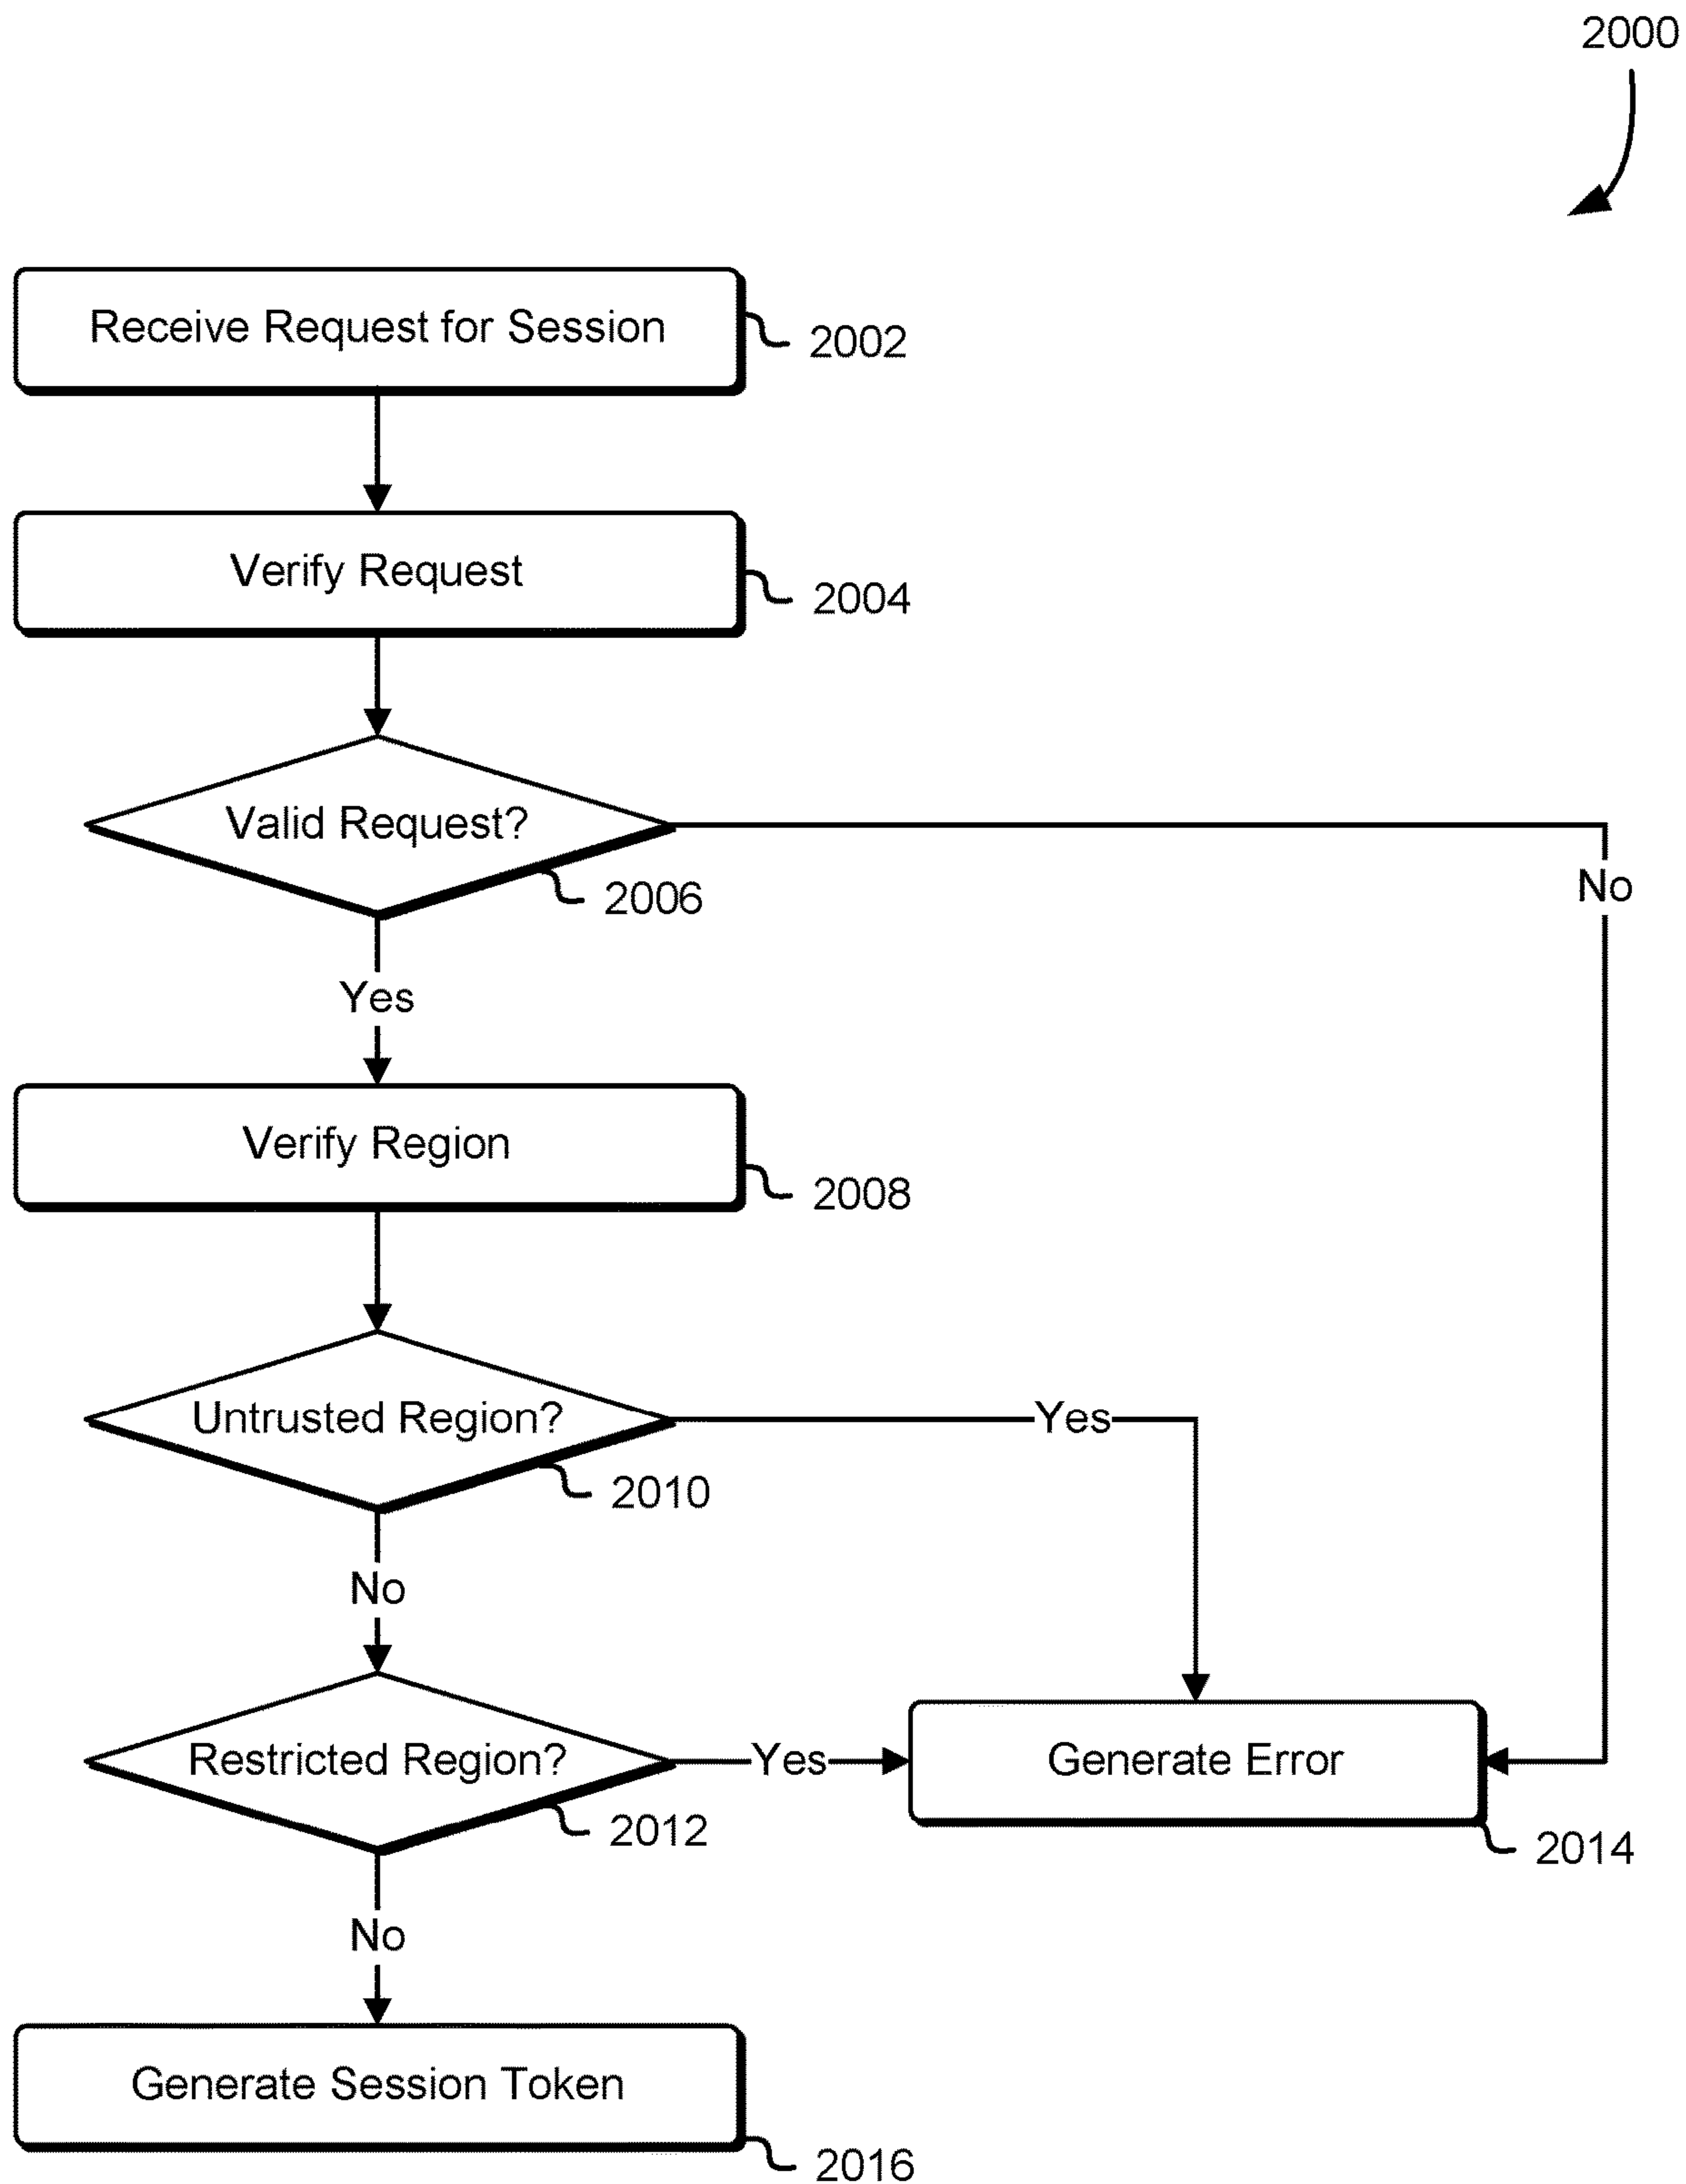 2000
Receive Request for Session
2002
Verify Request
2004
Valid Request?
2006
No
Yes
Verify Region
2008
Untrusted Region?
Yes
2010
No
Restricted Region?
Yes
Generate Error
2012
2014
No
Generate Session Token
2016